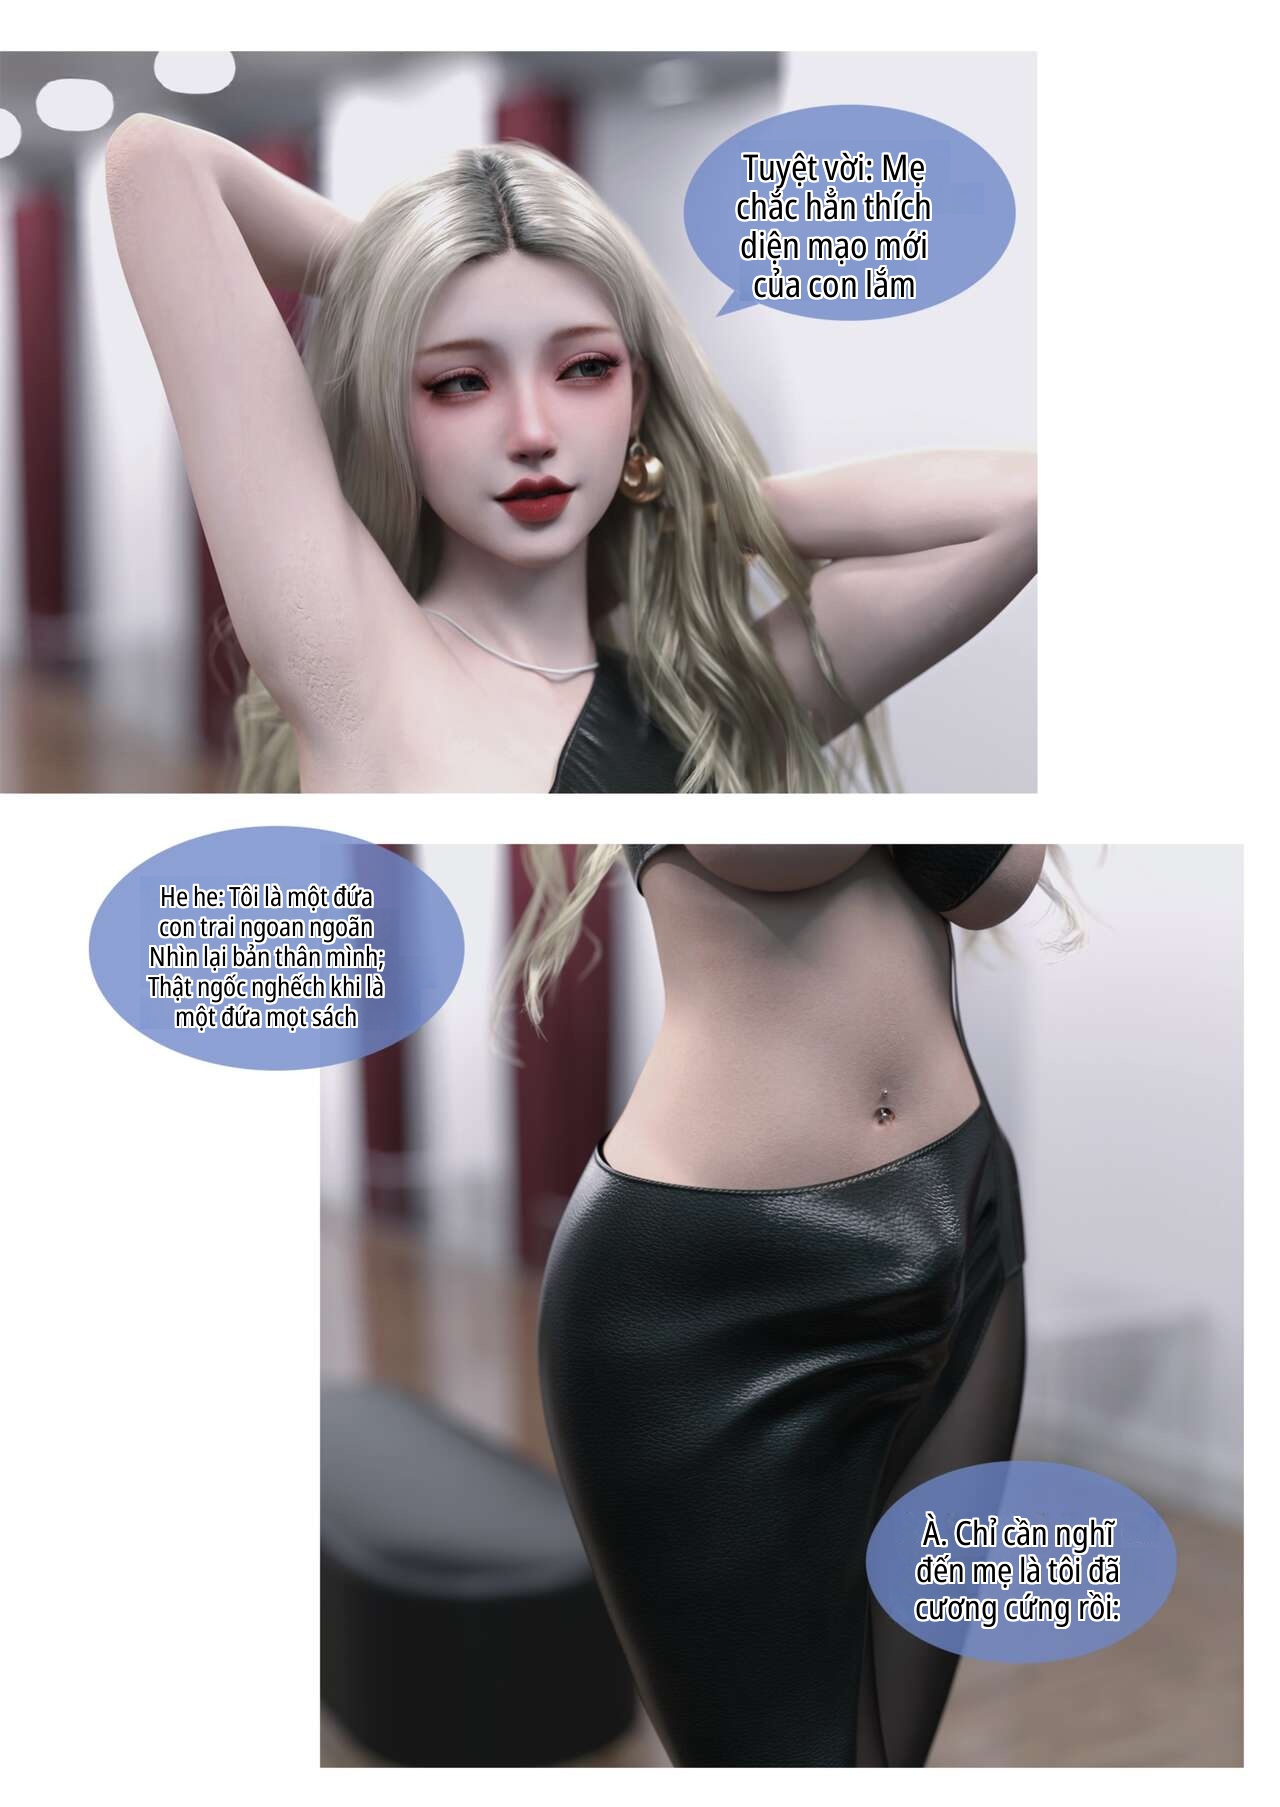 Tuyệt vời: Mẹ
chắc hẳn thích
diện mạo mới
của con lắm
He he: Tôi là một đứa
con trai ngoan ngoãn
Nhìn lại bản thân mình;
Thật ngốc nghếch khi là
một đứa mọt sách
À. Chỉ cần nghĩ
đến mẹ là tôi đã
cương cứng rồi: